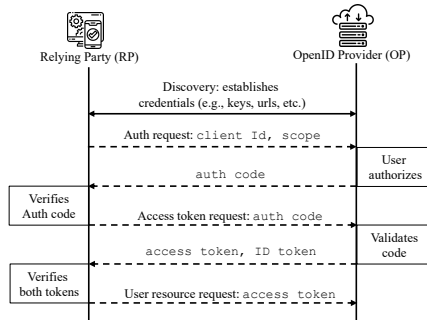 Relying Party (RP)
OpenID Provider (OP)
Discovery: establishes
credentials (e.g., keys, urls, etc.)
Auth request: client Id, scope
User
authorizes
auth code
Verifies
Auth code
Access token request: auth code
Validates
code
access token, ID token
Verifies
both tokens
User resource request: access token